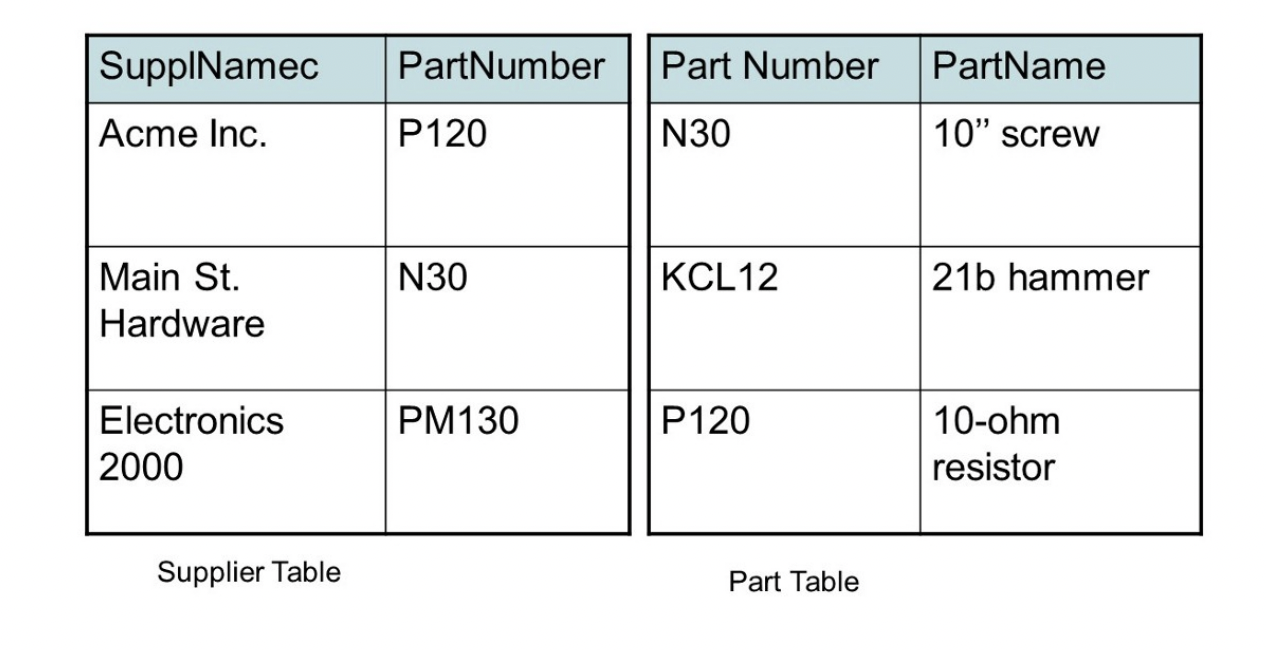 SupplNamec PartNumber Part Number PartName
Acme Inc. P120 N30 10” screw
Main St. N30 KCL12 21b hammer
Hardware
Electronics PM130 P120 10-ohm
2000 resistor
Supplier Table
Part Table